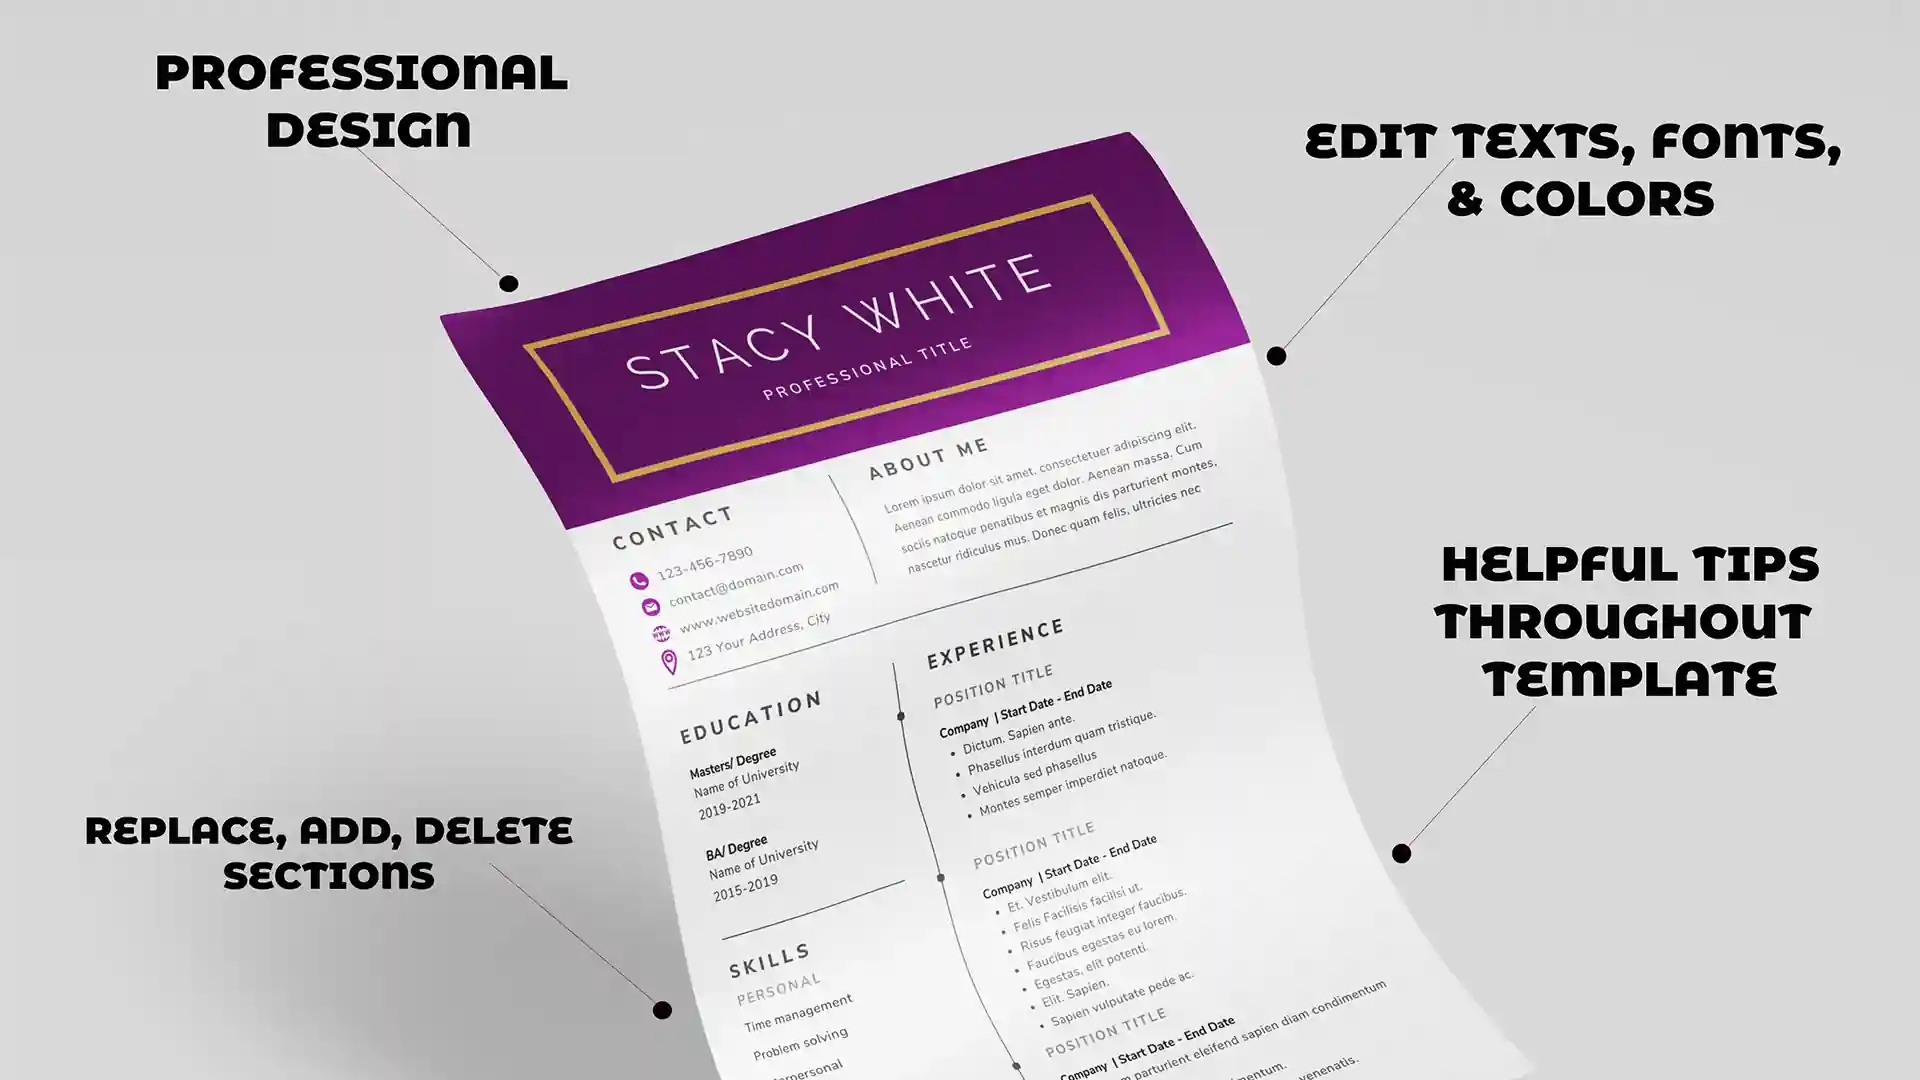 PROFESSIONAL
DESIGN
EDIT TEXTS, FONTS,
& COLORS
HELPFUL TIPS
THROUGHOUT
TEMPLATE
REPLACE, ADD, DELETE
SECTIONS
STACY WHITE
PROFESSIONAL TITLE
CONTACT
123-456-7890
contact@domain.com
www.websitedomain.com
123 Your Address, City
ABOUT ME
Lorem ipsum dolor sit amet, consectetuer adipiscing elit.
Aenean commodo ligula eget dolor. Aenean massa. Cum
sociis natoque penatibus et magnis dis parturient montes,
nascetur ridiculus mus. Donec quam felis, ultricies nec
EDUCATION
Masters/ Degree
Name of University
2019-2021
BA/ Degree
Name of University
2015-2019
SKILLS
PERSONAL
Time management
Problem solving
EXPERIENCE
POSITION TITLE
Company | Start Date - End Date
• Dictum. Sapien ante.
• Phasellus interdum quam tristique.
• Vehicula sed phasellus
• Montes semper imperdiet natoque.
POSITION TITLE
Company | Start Date - End Date
• Et. Vestibulum elit.
• Felis Facilisis facilisi ut.
• Risus feugiat integer faucibus.
• Faucibus egestas eu lorem.
• Egestas, elit potenti.
• Elit. Sapien.
• Sapien vulputate pede ac.
POSITION TITLE
Company | Start Date - End Date
parturient eleifend sapien diam condimentum
venenatis.